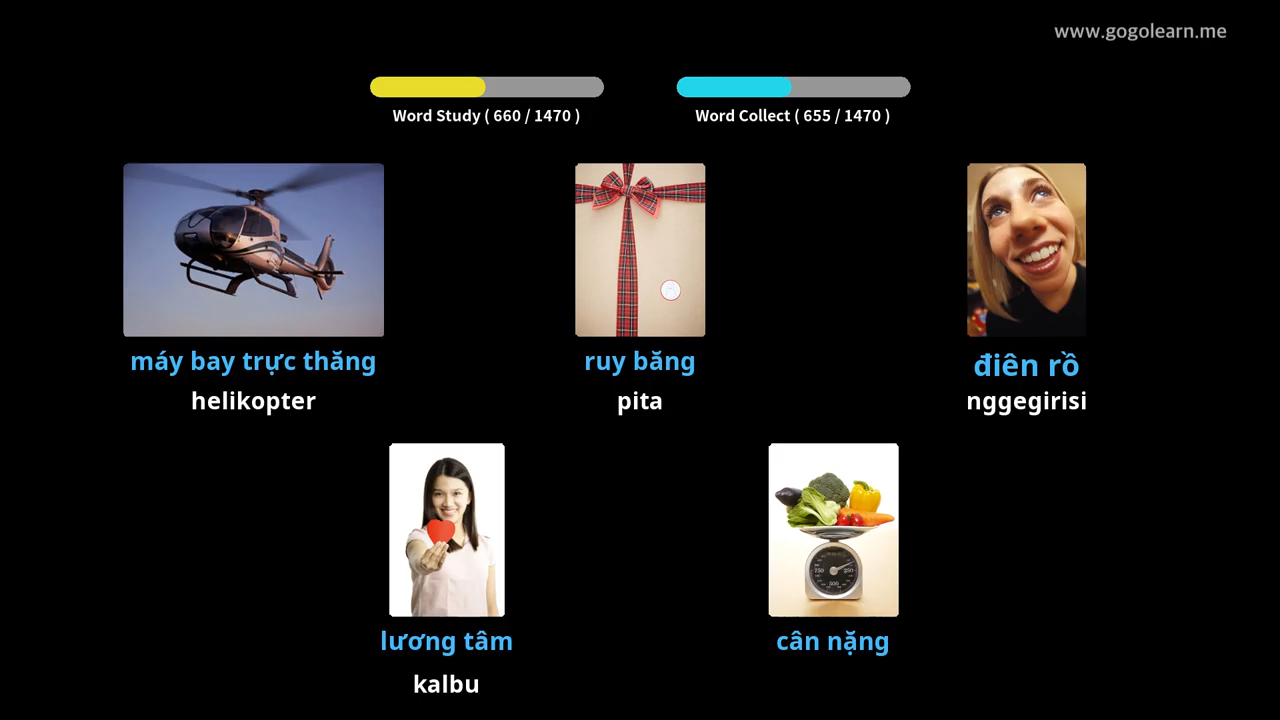 www.gogolearn.me
Word Study ( 660 / 1470 )
Word Collect ( 655 / 1470 )
máy bay trực thăng
helikopter
ruy băng
pita
điên rồ
nggegirisi
lương tâm
kalbu
cân nặng